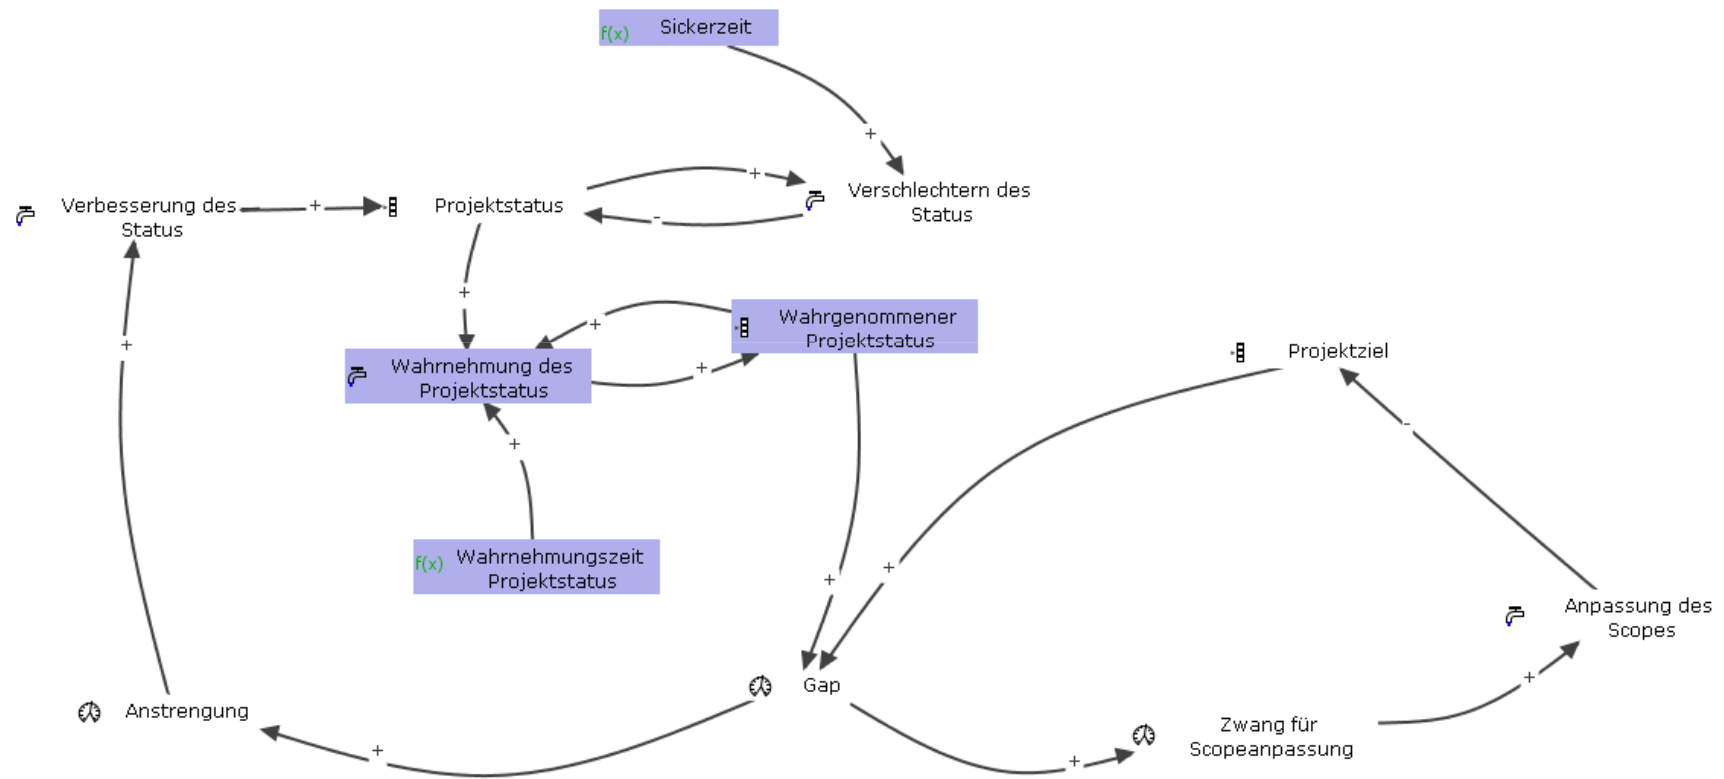 f(x) Sickerzeit
+
Verschlechtern des
Status
+
-
Verbesserung des
Status
+
Projektstatus
+
Wahrgenommener
Projektstatus
+
+
Wahrnehmung des
Projektstatus
+
f(x) Wahrnehmungszeit
Projektstatus
+
Projektziel
-
+
+
Anpassung des
Scopes
+
Gap
Anstrengung
+
Zwang für
Scopeanpassung
+